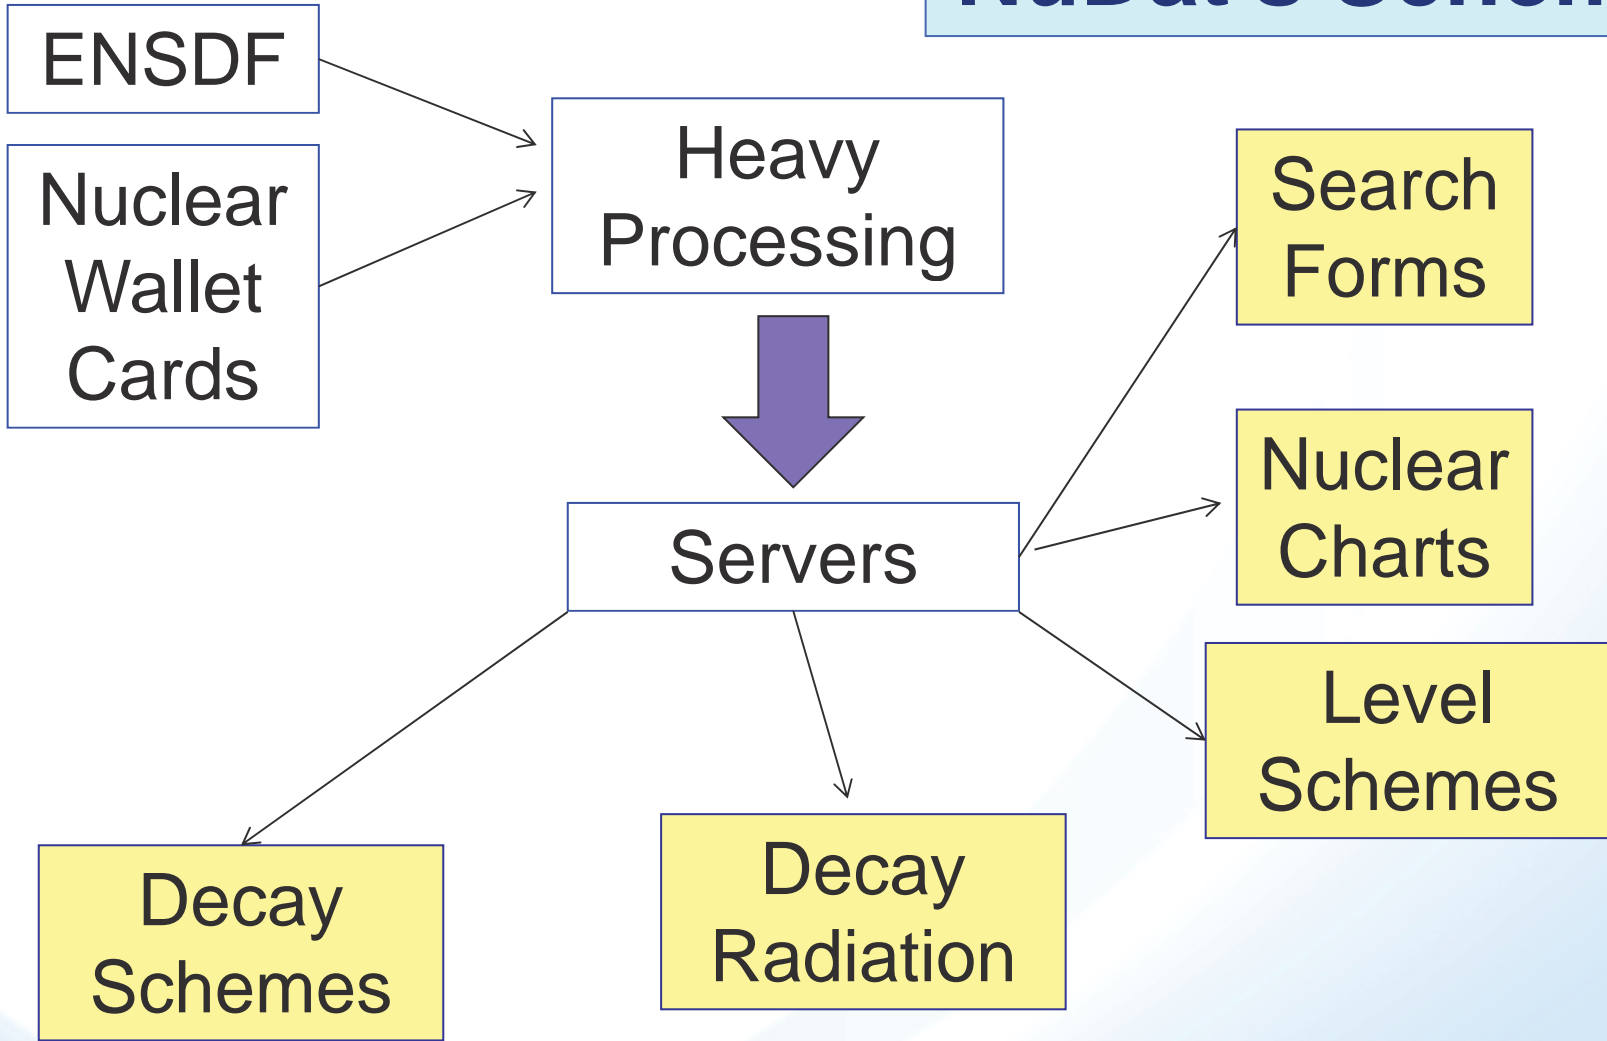 ENSDF
Nuclear
Wallet
Cards
Heavy
Processing
Servers
Search
Forms
Nuclear
Charts
Level
Schemes
Decay
Radiation
Decay
Schemes